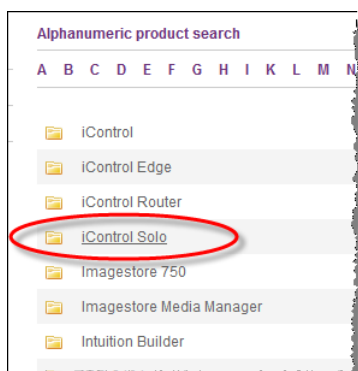 Alphanumeric product search
A B C D E F G H I K L M N
iControl
iControl Edge
iControl Router
iControl Solo
Imagestore 750
Imagestore Media Manager
Intuition Builder